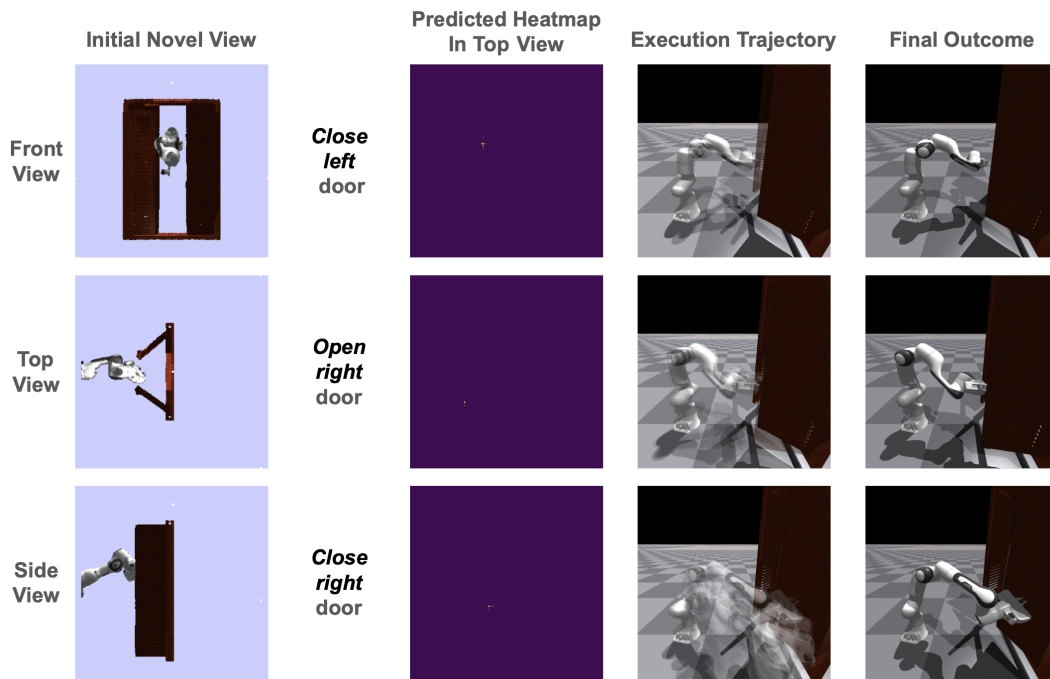 Initial Novel View
Predicted Heatmap
In Top View
Execution Trajectory
Final Outcome
Front
View
Close
left
door
Top
View
Open
right
door
Side
View
Close
right
door